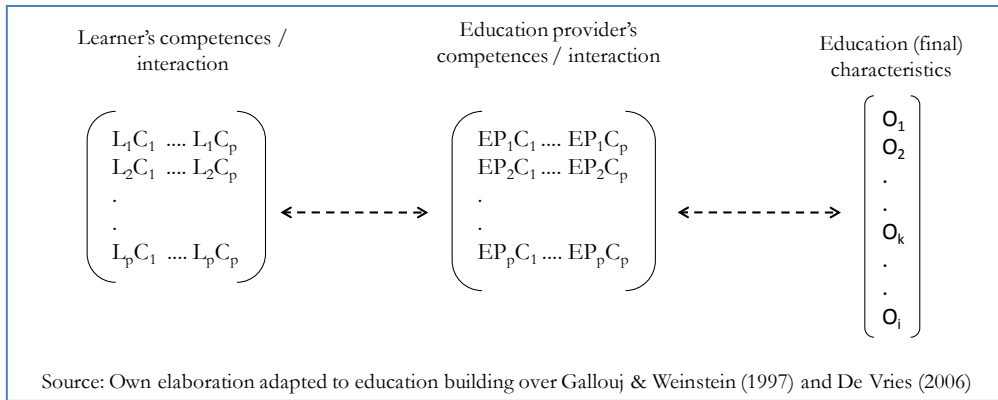 Learner's competences /
interaction
L₁C₁ .... L₁Cₚ
L₂C₁ .... L₂Cₚ
.
.
LₚC₁ .... LₚCₚ
Education provider's
competences / interaction
EP₁C₁ .... EP₁Cₚ
EP₂C₁ .... EP₂Cₚ
.
.
EPₚC₁ .... EPₚCₚ
Education (final)
characteristics
O₁
O₂
.
.
Oₖ
.
.
Oᵢ
Source: Own elaboration adapted to education building over Gallouj & Weinstein (1997) and De Vries (2006)